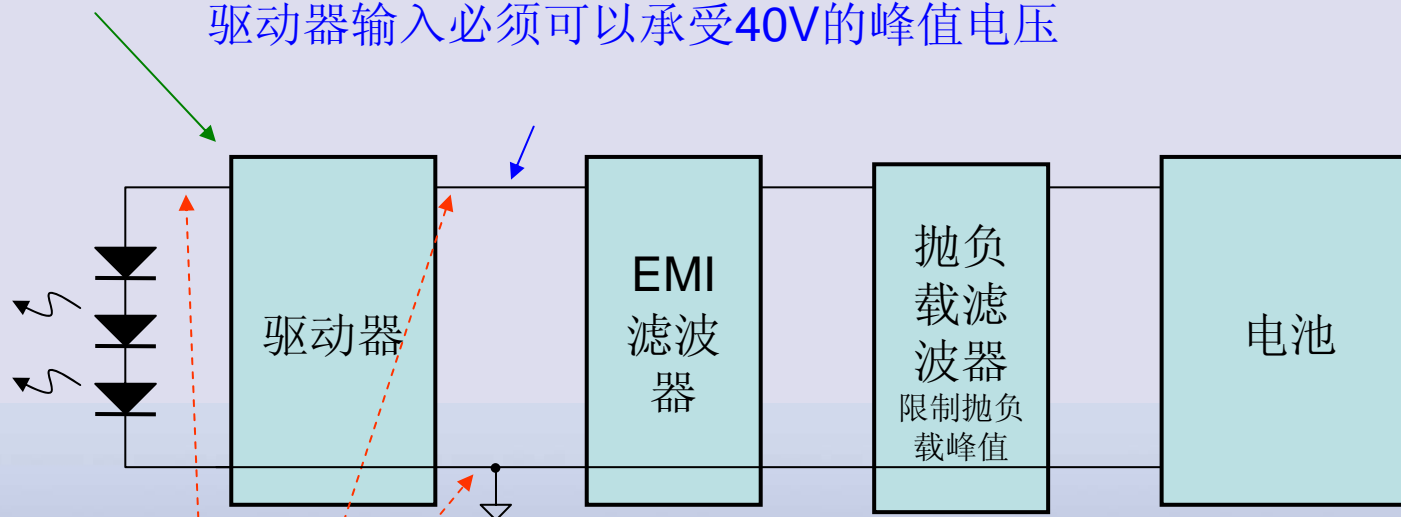 驱动器输入必须可以承受40V的峰值电压
驱动器
EMI
滤波
器
抛负
载滤
波器
限制抛负
载峰值
电池